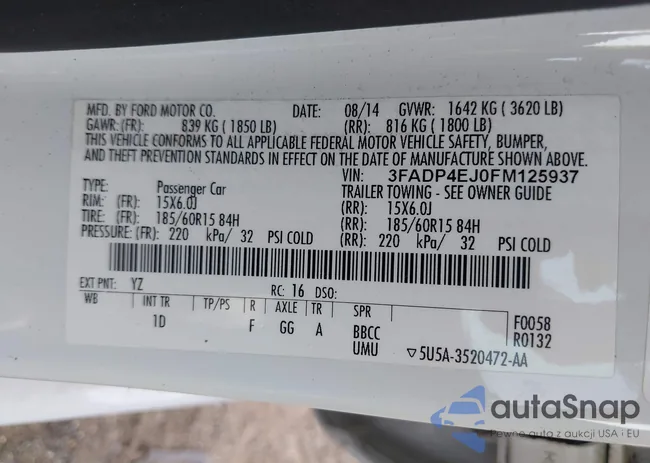 MFD. BY FORD MOTOR CO. DATE: 08/14 GVWR: 1642 KG ( 3620 LB)
GAWR: (FR): 839 KG ( 1850 LB) (RR): 816 KG ( 1800 LB)
THIS VEHICLE CONFORMS TO ALL APPLICABLE FEDERAL MOTOR VEHICLE SAFETY, BUMPER,
AND THEFT PREVENTION STANDARDS IN EFFECT ON THE DATE OF MANUFACTURE SHOWN ABOVE.
VIN: 3FADP4EJ0FM125937
TYPE: Passenger Car TRAILER TOWING - SEE OWNER GUIDE
RIM: (FR): 15X6.0J (RR): 15X6.0J
TIRE: (FR): 185/60R15 84H (RR): 185/60R15 84H
PRESSURE: (FR): 220 kPa/ 32 PSI COLD (RR): 220 kPa/ 32 PSI COLD
EXT PNT: YZ RC: 16 DSO:
WB INT TR TP/PS R AXLE TR SPR F0058
1D F GG A BBCC R0132
UMU ▽5U5A-3520472-AA
autaSnap
Pewne auto z aukcji USA i EU